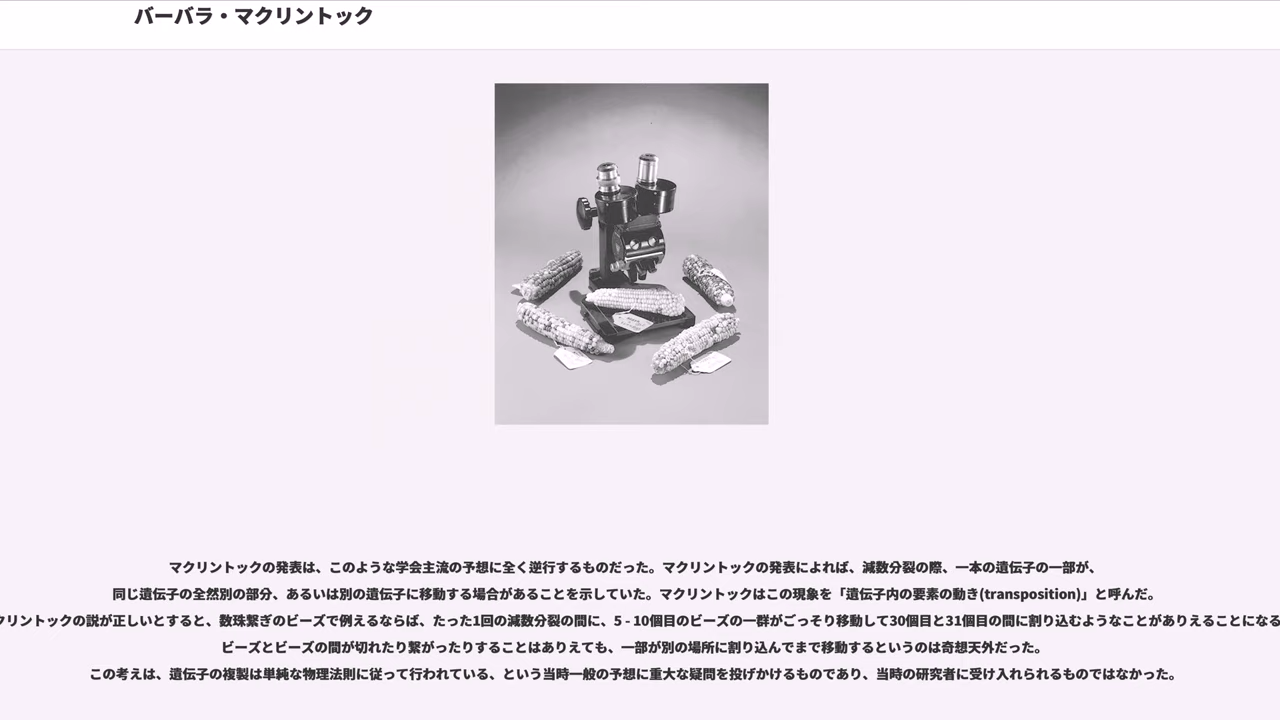 バーバラ・マクリントック
マクリントックの発表は、このような学会主流の予想に全く逆行するものだった。マクリントックの発表によれば、減数分裂の際、一本の遺伝子の一部が、
同じ遺伝子の全然別の部分、あるいは別の遺伝子に移動する場合があることを示していた。マクリントックはこの現象を「遺伝子内の要素の動き(transposition)」と呼んだ。
クリントックの説が正しいとすると、数珠繋ぎのビーズで例えるならば、たった1回の減数分裂の間に、5 - 10個目のビーズの一群がごっそり移動して30個目と31個目の間に割り込むようなことがありえることになる
ビーズとビーズの間が切れたり繋がったりすることはありえても、一部が別の場所に割り込んでまで移動するというのは奇想天外だった。
この考えは、遺伝子の複製は単純な物理法則に従って行われている、という当時一般の予想に重大な疑問を投げかけるものであり、当時の研究者に受け入れられるものではなかった。